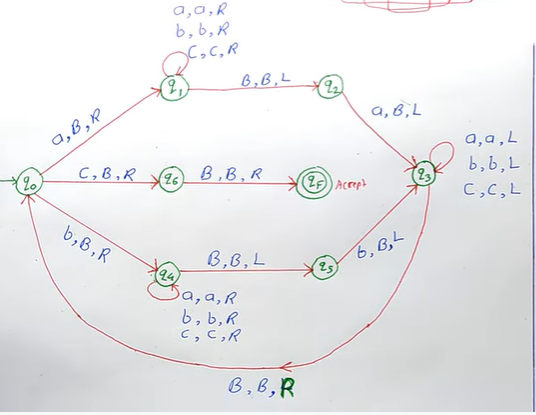 a, a, R
b, b, R
C, C, R
q1
B, B, L
q2
a, B, R
a, B, L
a, a, L
b, b, L
C, C, L
q0
C, B, R
q6
B, B, R
qF
Accept
q3
b, B, R
B, B, L
b, B, L
q4
q5
a, a, R
b, b, R
C, C, R
B, B, R